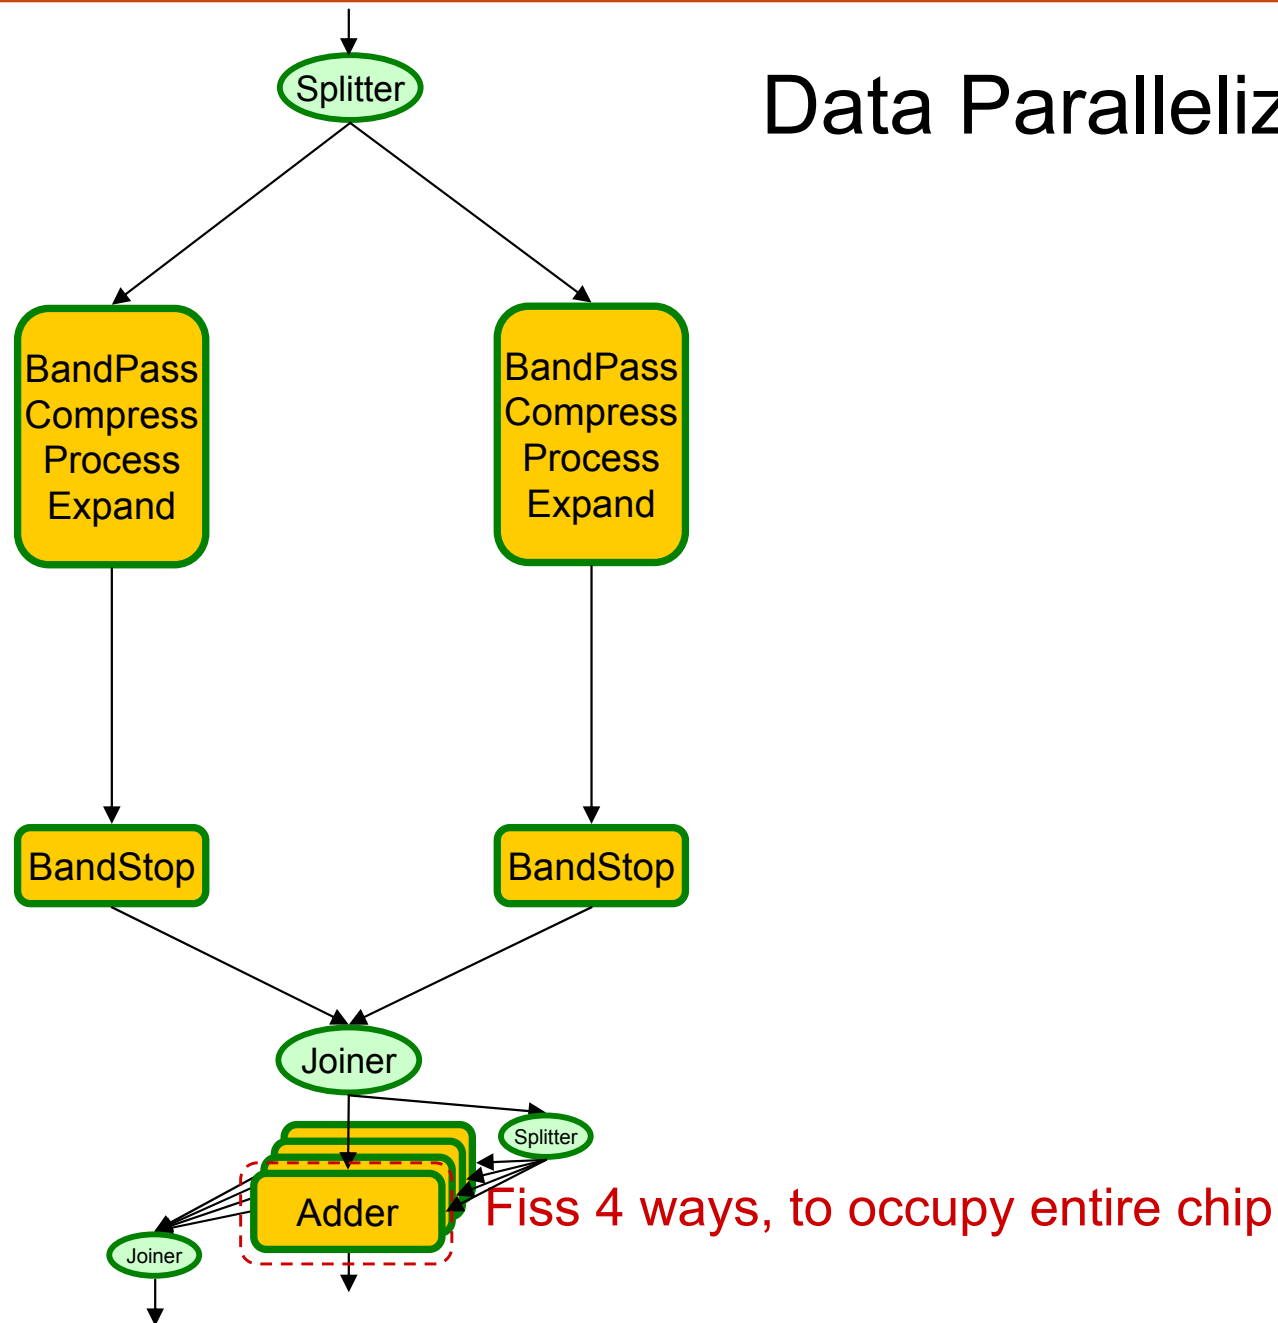 Splitter
Data Paralleliz
BandPass
Compress
Process
Expand
BandPass
Compress
Process
Expand
BandStop
BandStop
Joiner
Splitter
Adder
Fiss 4 ways, to occupy entire chip
Joiner